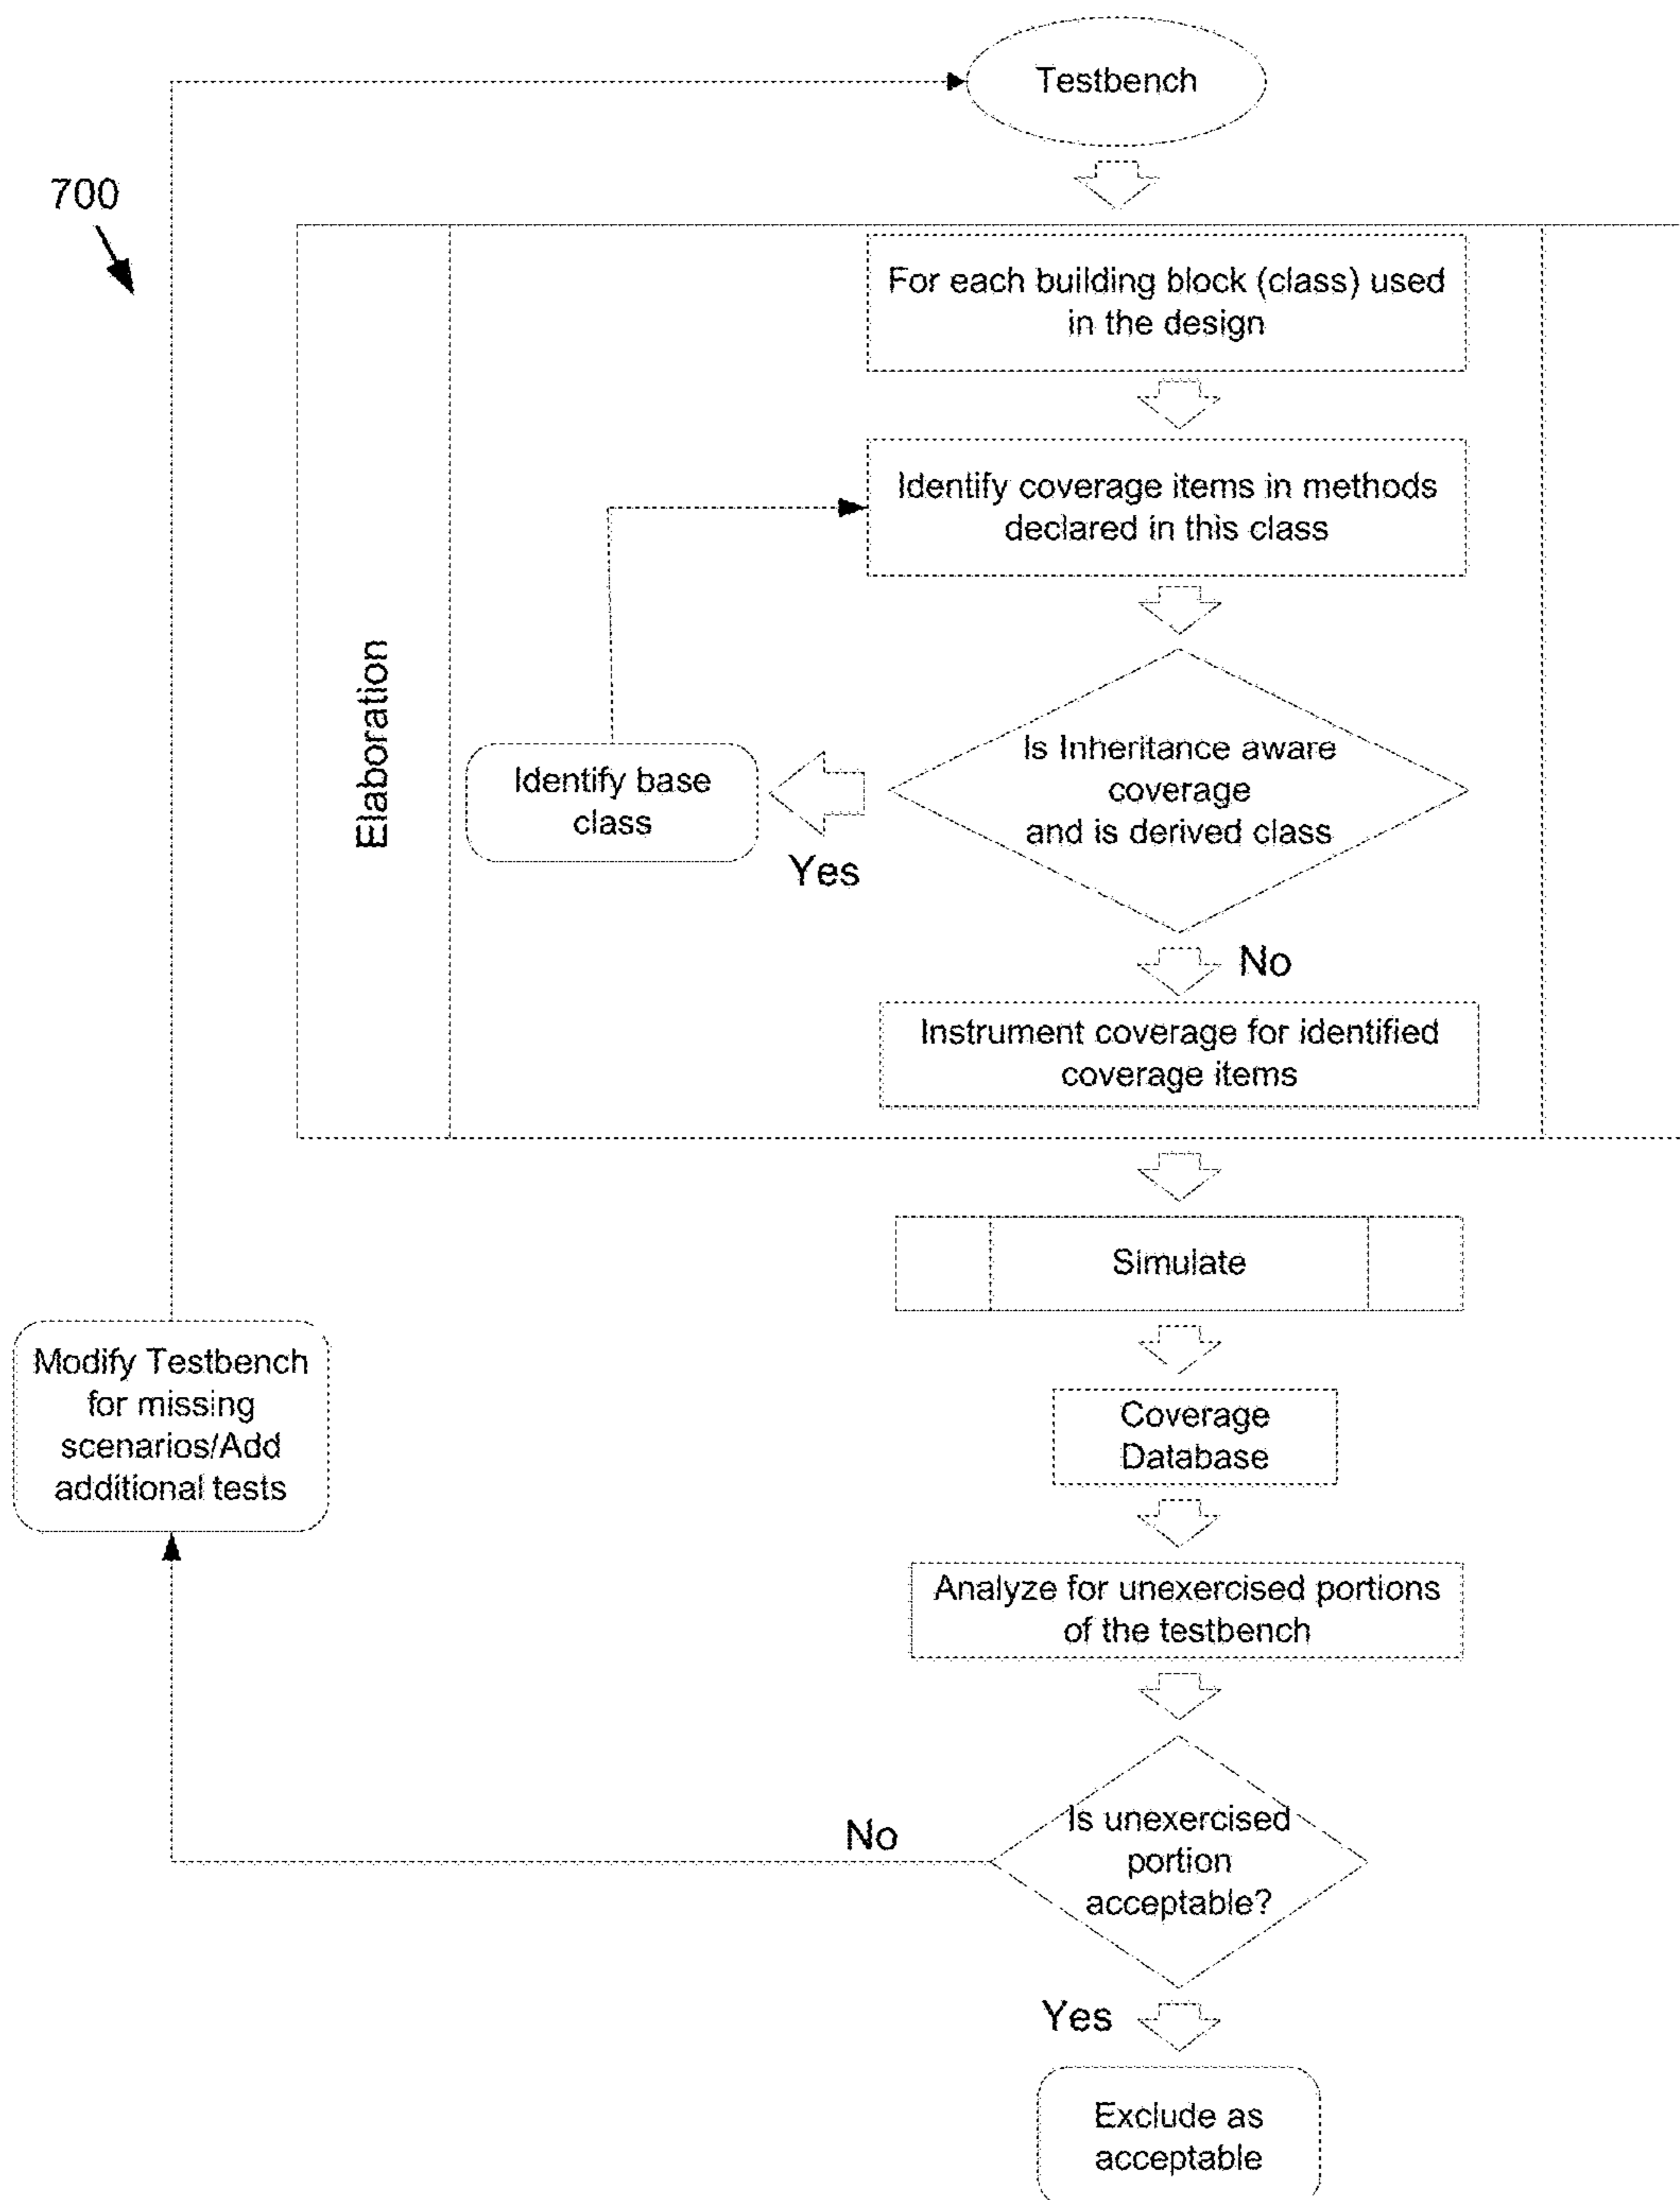 Testbench
700
For each building block (class) used
in the design
Identify coverage items in methods
declared in this class
Elaboration
Is Inheritance aware
coverage
and is derived class
Identify base
class
Yes
No
Instrument coverage for identified
coverage items
Simulate
Modify Testbench
for missing
scenarios/Add
additional tests
Coverage
Database
Analyze for unexercised portions
of the testbench
Is unexercised
portion
acceptable?
No
Yes
Exclude as
acceptable